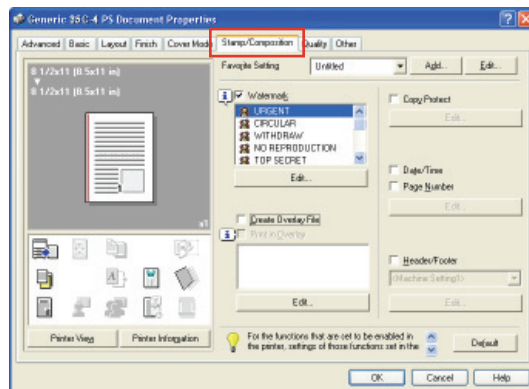 Generic 35C-4 PS Document Properties
Advanced Basic Layout Finish Cover Mode Stamp/Composition Quality Other
8 1/2x11 (8.5x11 in)
8 1/2x11 (8.5x11 in)
x1
Printer View Printer Information
Favorite Setting Untitled Add... Edit...
Watermark
URGENT
CIRCULAR
WITHDRAW
NO REPRODUCTION
TOP SECRET
Edit...
Create Overlay File
Print in Overlay
Edit...
Copy Protect
Edit...
Date/Time
Page Number
Edit...
Header/Footer
<Machine Setting1>
Edit...
For the functions that are set to be enabled in
the printer, settings of those functions set in the
Default
OK Cancel Help